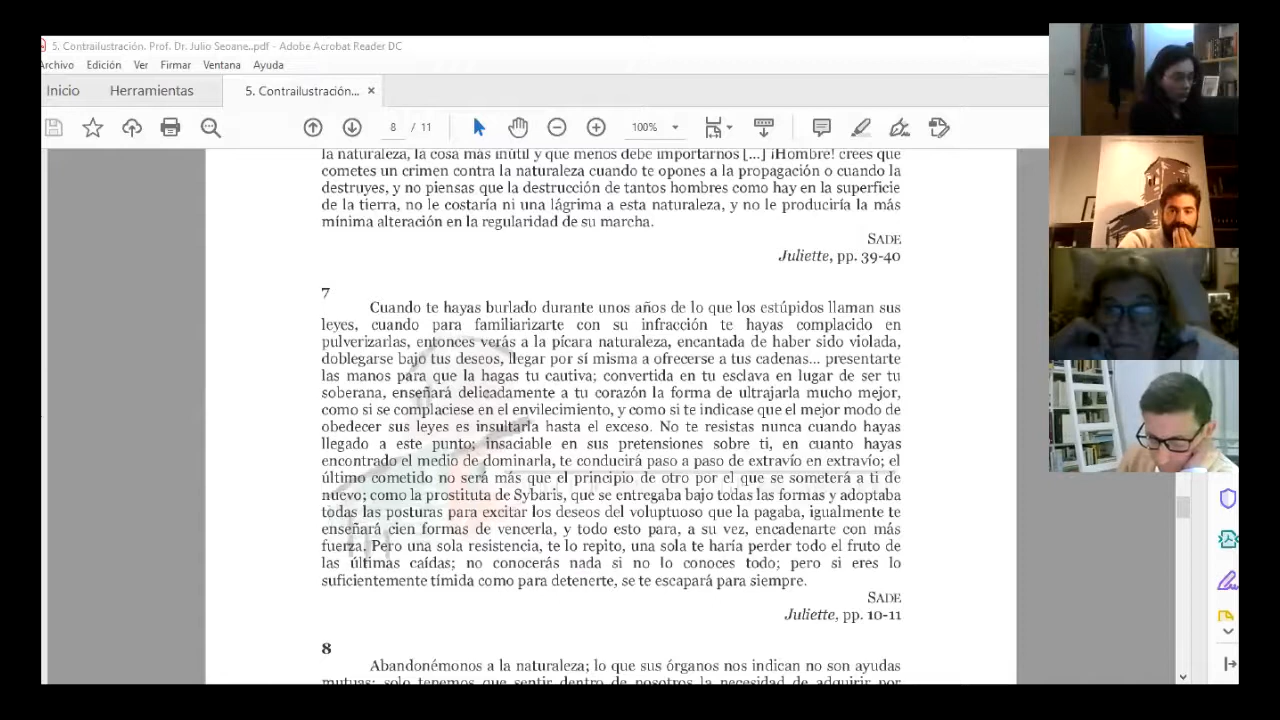 5. Contrailustración. Prof. Dr. Julio Seoane..pdf - Adobe Acrobat Reader DC
Archivo Edición Ver Firmar Ventana Ayuda
Inicio Herramientas 5. Contrailustración... ×
8 / 11 100%
la naturaleza, la cosa más inútil y que menos debe importarnos [...] ¡Hombre! crees que
cometes un crimen contra la naturaleza cuando te opones a la propagación o cuando la
destruyes, y no piensas que la destrucción de tantos hombres como hay en la superficie
de la tierra, no le costaría ni una lágrima a esta naturaleza, y no le produciría la más
mínima alteración en la regularidad de su marcha.
SADE
Juliette, pp. 39-40
7
Cuando te hayas burlado durante unos años de lo que los estúpidos llaman sus
leyes, cuando para familiarizarte con su infracción te hayas complacido en
pulverizarlas, entonces verás a la pícara naturaleza, encantada de haber sido violada,
doblegarse bajo tus deseos, llegar por sí misma a ofrecerse a tus cadenas... presentarte
las manos para que la hagas tu cautiva; convertida en tu esclava en lugar de ser tu
soberana, enseñará delicadamente a tu corazón la forma de ultrajarla mucho mejor,
como si se complaciese en el envilecimiento, y como si te indicase que el mejor modo de
obedecer sus leyes es insultarla hasta el exceso. No te resistas nunca cuando hayas
llegado a este punto; insaciable en sus pretensiones sobre ti, en cuanto hayas
encontrado el medio de dominarla, te conducirá paso a paso de extravío en extravío; el
último cometido no será más que el principio de otro por el que se someterá a ti de
nuevo; como la prostituta de Sybaris, que se entregaba bajo todas las formas y adoptaba
todas las posturas para excitar los deseos del voluptuoso que la pagaba, igualmente te
enseñará cien formas de vencerla, y todo esto para, a su vez, encadenarte con más
fuerza. Pero una sola resistencia, te lo repito, una sola te haría perder todo el fruto de
las últimas caídas; no conocerás nada si no lo conoces todo; pero si eres lo
suficientemente tímida como para detenerte, se te escapará para siempre.
SADE
Juliette, pp. 10-11
8
Abandonémonos a la naturaleza; lo que sus órganos nos indican no son ayudas
mutuas; solo tenemos que sentir dentro de nosotros la necesidad de adquirir por